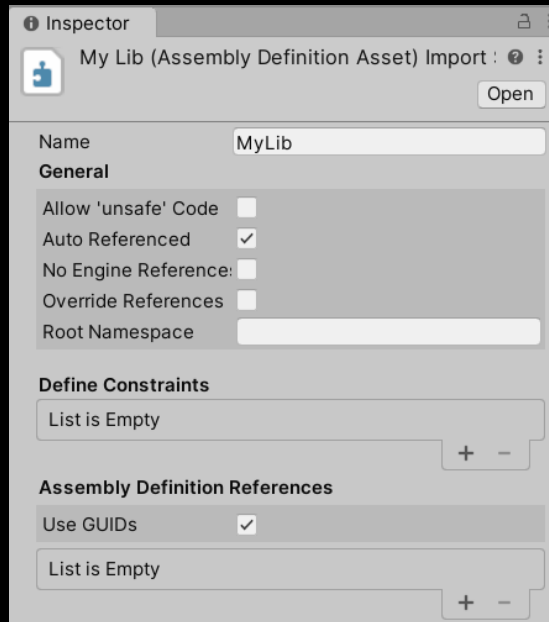 Inspector
My Lib (Assembly Definition Asset) Import
Open
Name MyLib
General
Allow 'unsafe' Code
Auto Referenced
No Engine References
Override References
Root Namespace
Define Constraints
List is Empty
Assembly Definition References
Use GUIDs
List is Empty